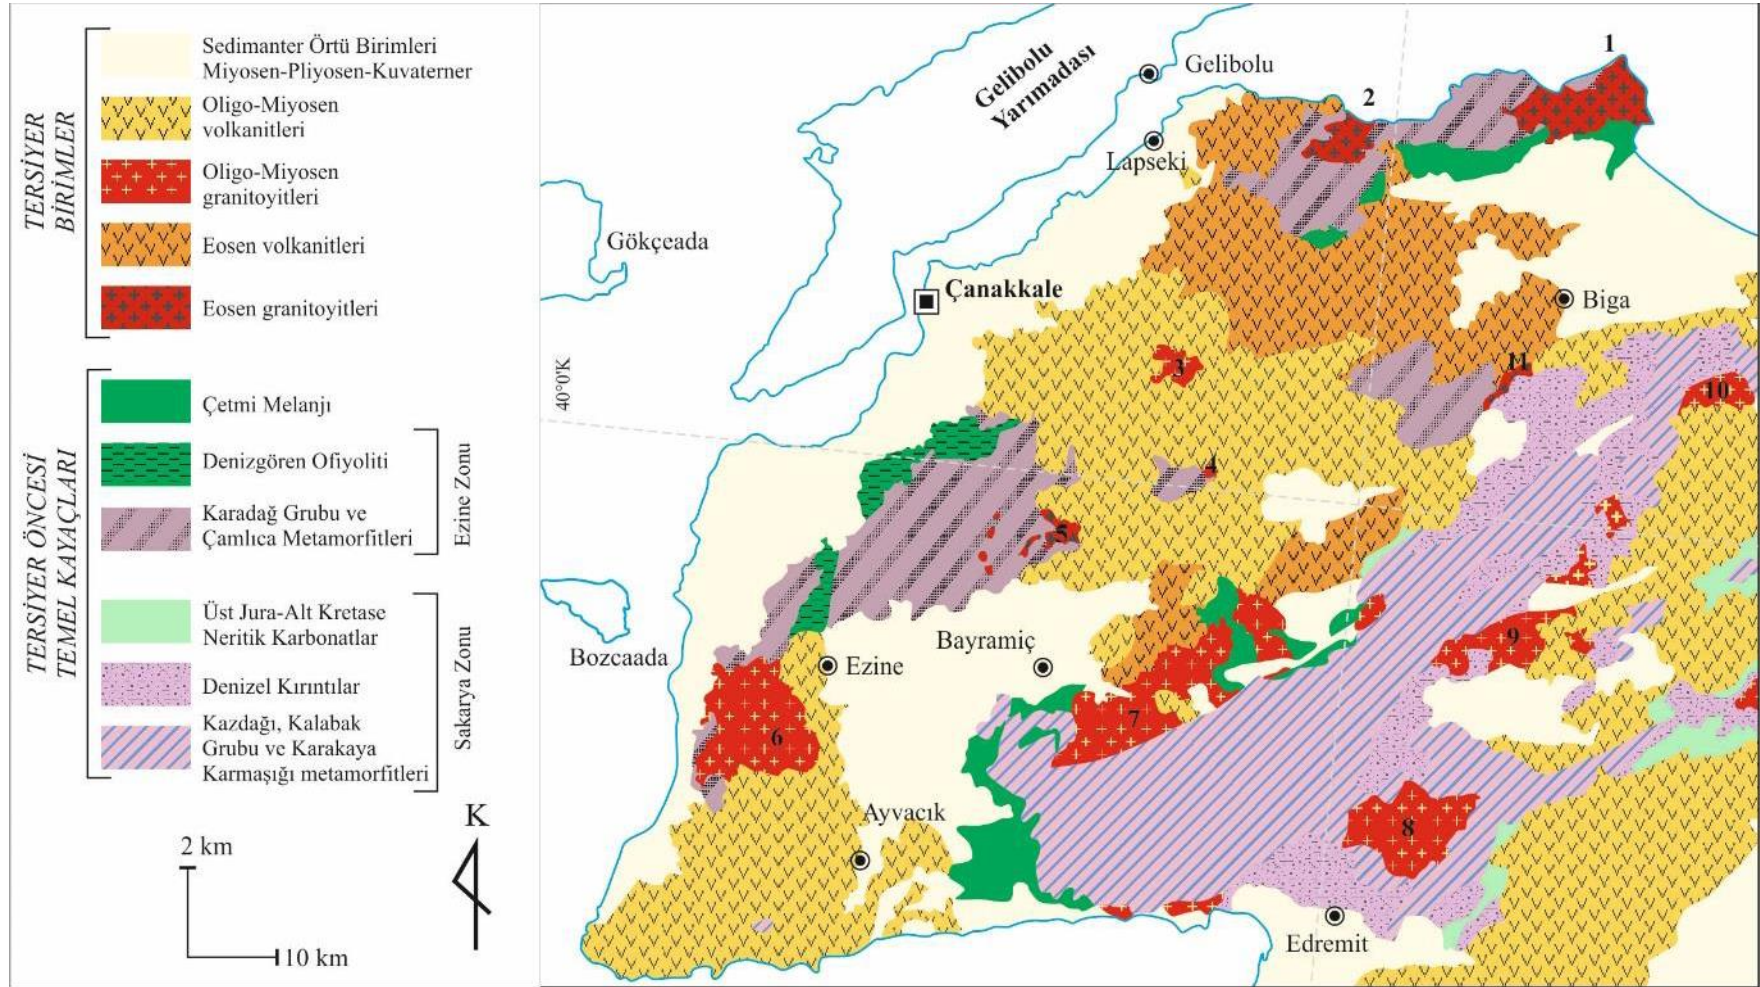 TERSİYER
BİRİMLER
Sedimanter Örtü Birimleri
Miyosen-Pliyosen-Kuvaterner
Oligo-Miyosen
volkanitleri
Oligo-Miyosen
granitoyitleri
Eosen volkanitleri
Eosen granitoyitleri
TERSİYER ÖNCESİ
TEMEL KAYAÇLARI
Çetmi Melanjı
Denizgören Ofiyoliti
Karadağ Grubu ve
Çamlıca Metamorfitleri
Ezine Zonu
Üst Jura-Alt Kretase
Neritik Karbonatlar
Denizel Kırıntılar
Kazdağı, Kalabak
Grubu ve Karakaya
Karmaşığı metamorfitleri
Sakarya Zonu
2 km
10 km
K
40°0'K
Gelibolu
Yarımadası
Gelibolu
Lapseki
1
2
Gökçeada
Çanakkale
Biga
3
11
10
4
5
Bozcaada
Ezine
Bayramiç
9
7
6
Ayvacık
8
Edremit